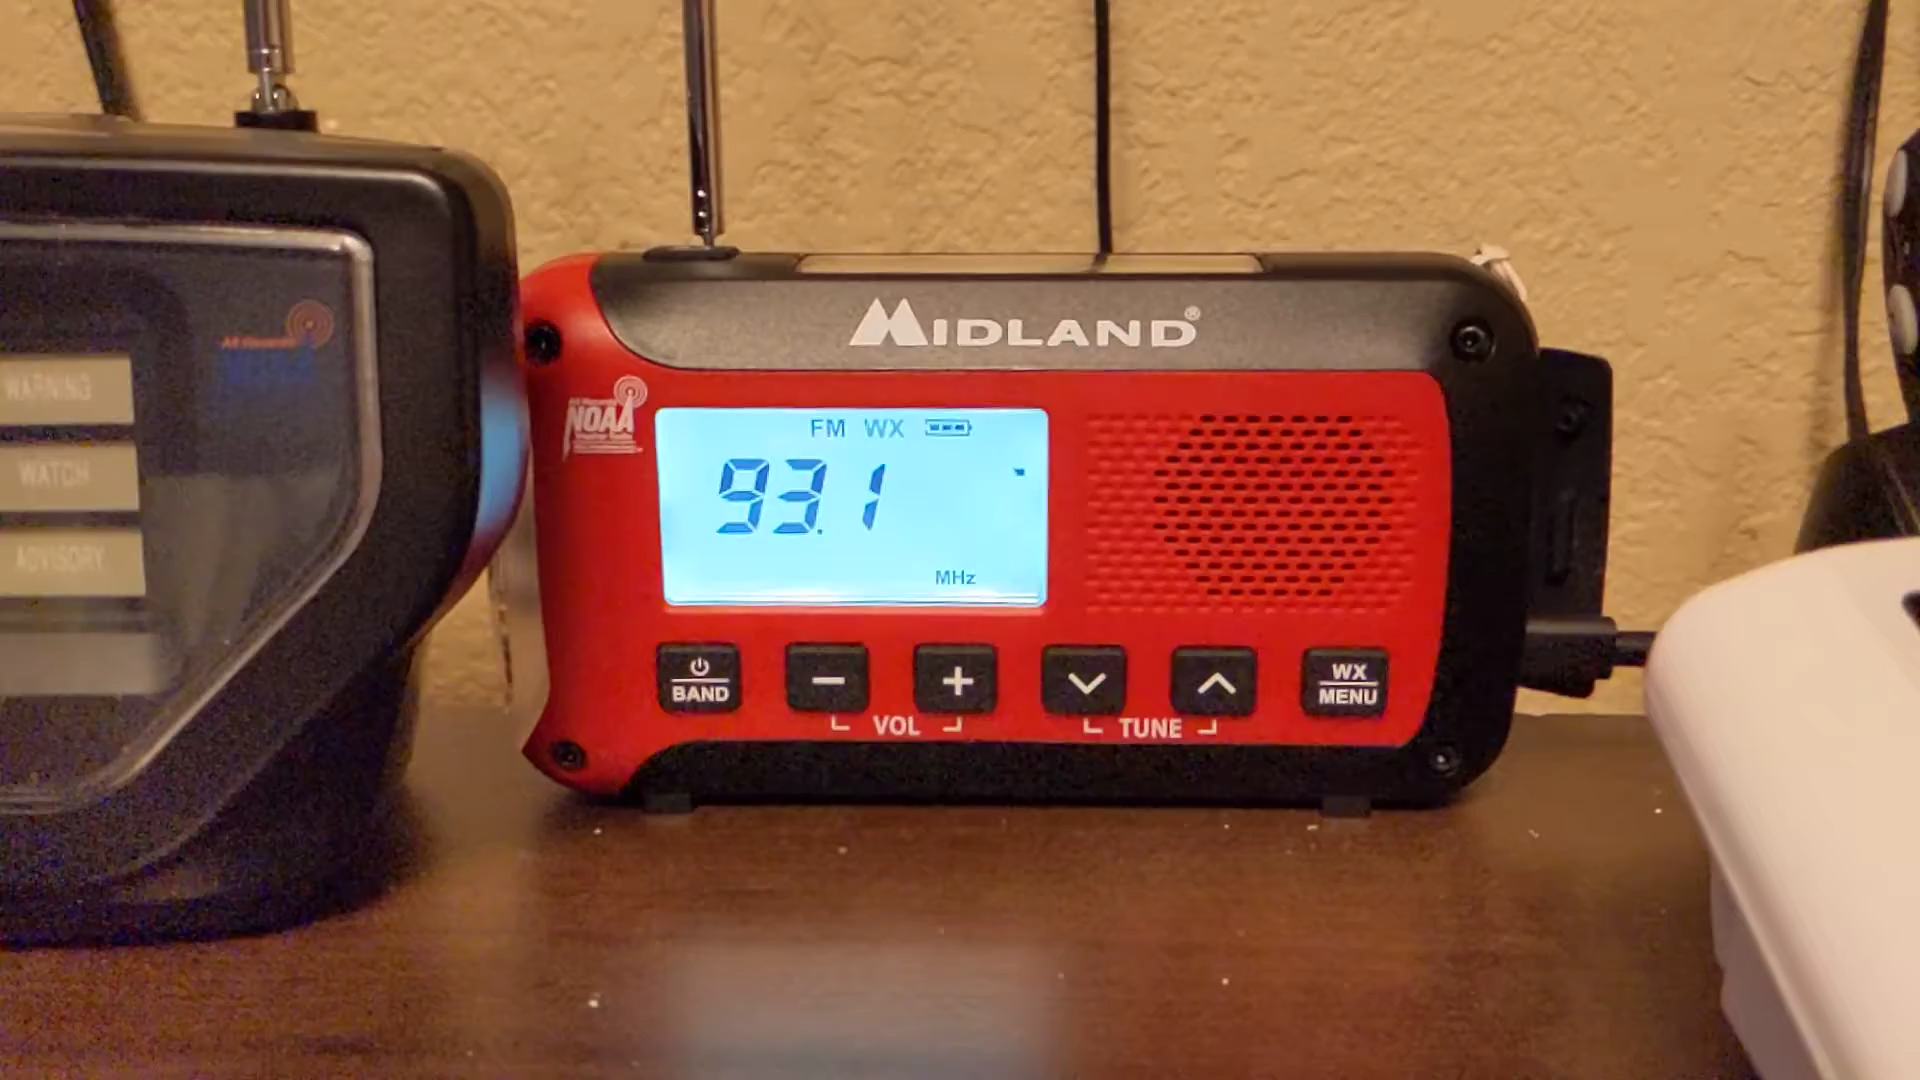 MIDLAND®
NOAA
WARNING
WATCH
ADVISORY
FM WX
93.1
MHz
BAND
VOL
TUNE
WX
MENU